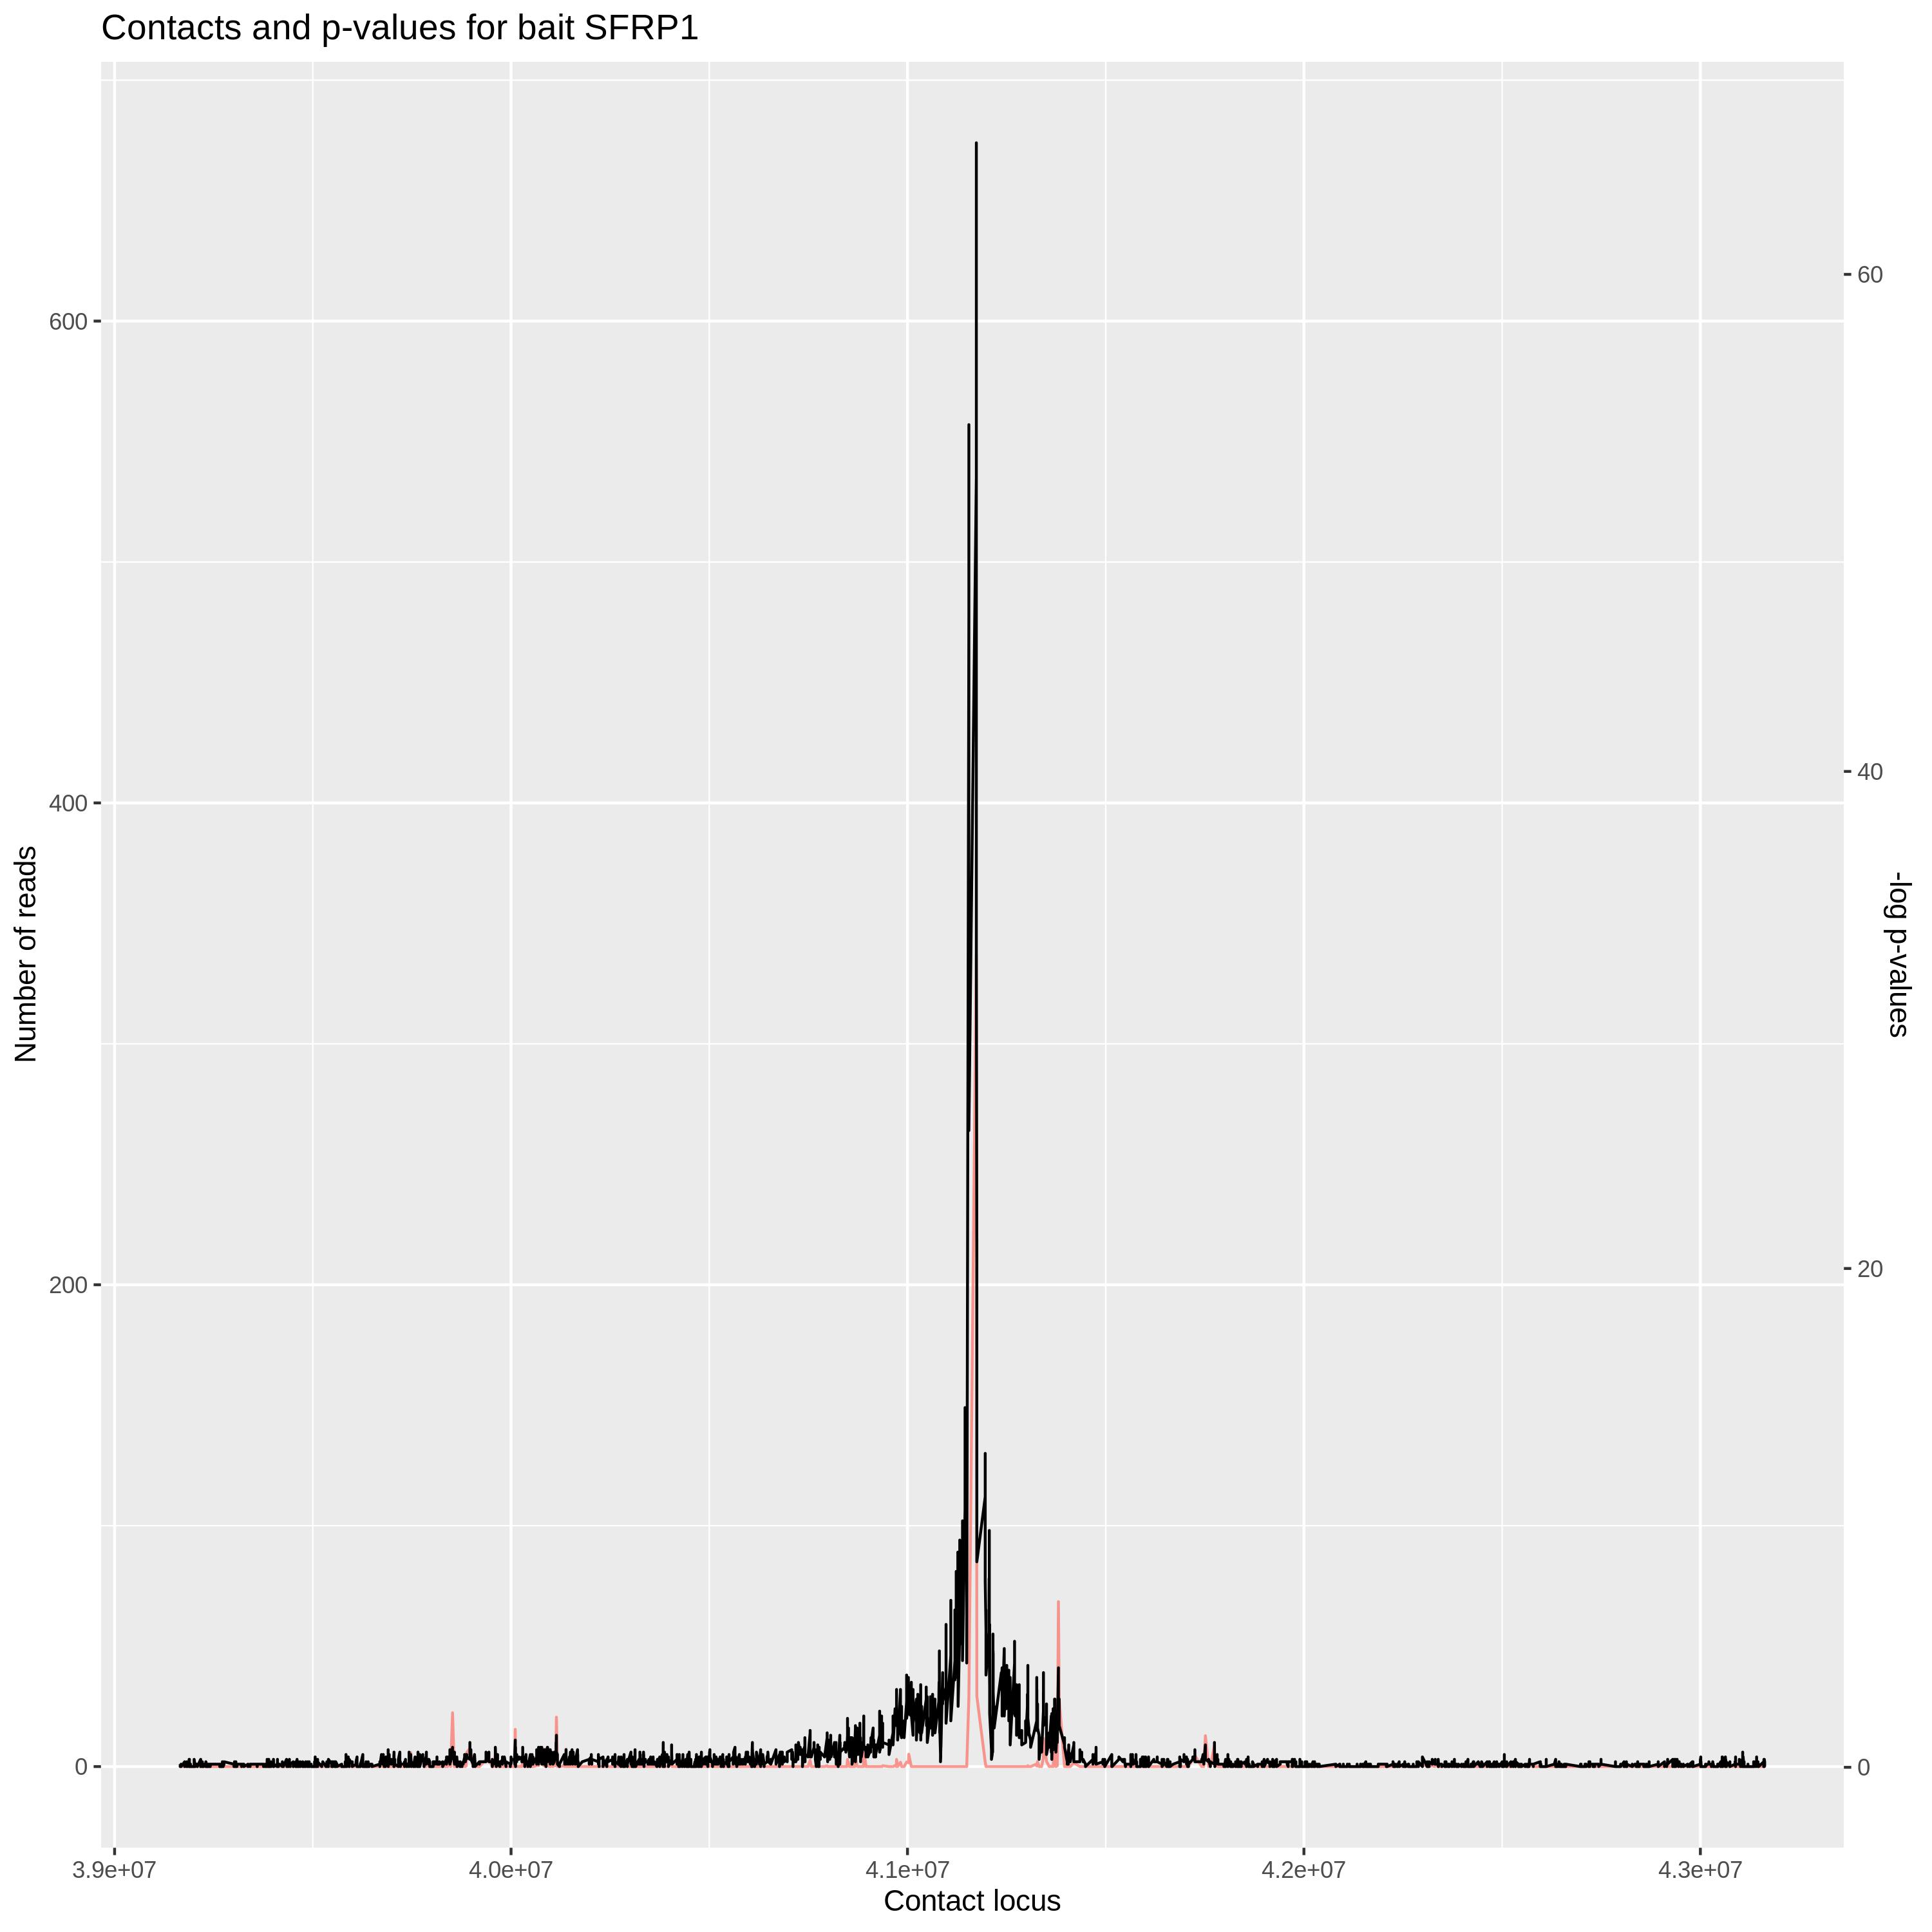 Contacts and p-values for bait SFRP1
Number of reads
600
400
200
0
60
40
20
0
-log p-values
3.9e+07 4.0e+07 4.1e+07 4.2e+07 4.3e+07
Contact locus